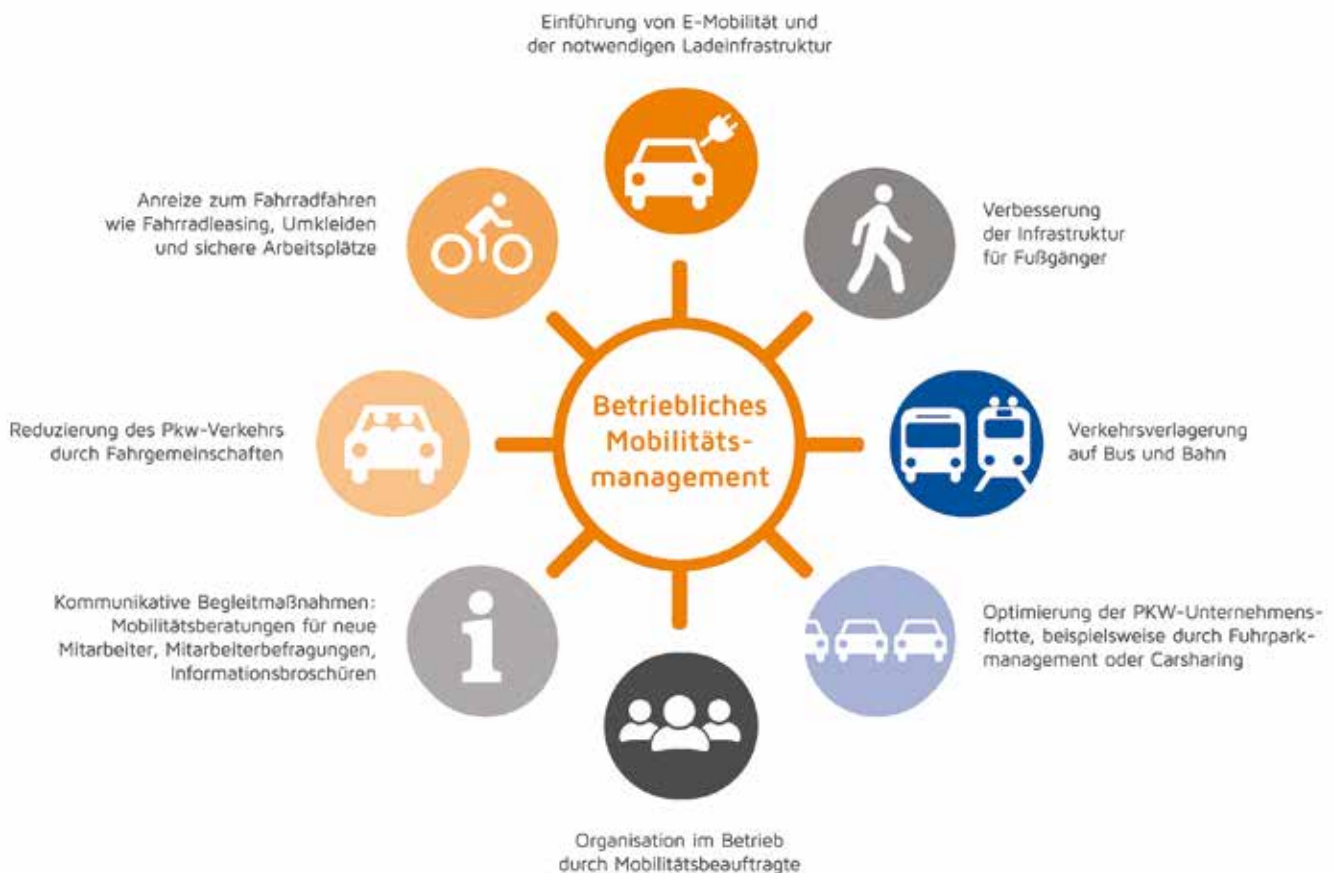 Einführung von E-Mobilität und
der notwendigen Ladeinfrastruktur
Anreize zum Fahrradfahren
wie Fahrradleasing, Umkleiden
und sichere Arbeitsplätze
Verbesserung
der Infrastruktur
für Fußgänger
Betriebliches
Mobilitäts-
management
Reduzierung des Pkw-Verkehrs
durch Fahrgemeinschaften
Verkehrsverlagerung
auf Bus und Bahn
Kommunikative Begleitmaßnahmen:
Mobilitätsberatungen für neue
Mitarbeiter, Mitarbeiterbefragungen,
Informationsbroschüren
Optimierung der PKW-Unternehmens-
flotte, beispielsweise durch Fuhrpark-
management oder Carsharing
Organisation im Betrieb
durch Mobilitätsbeauftragte